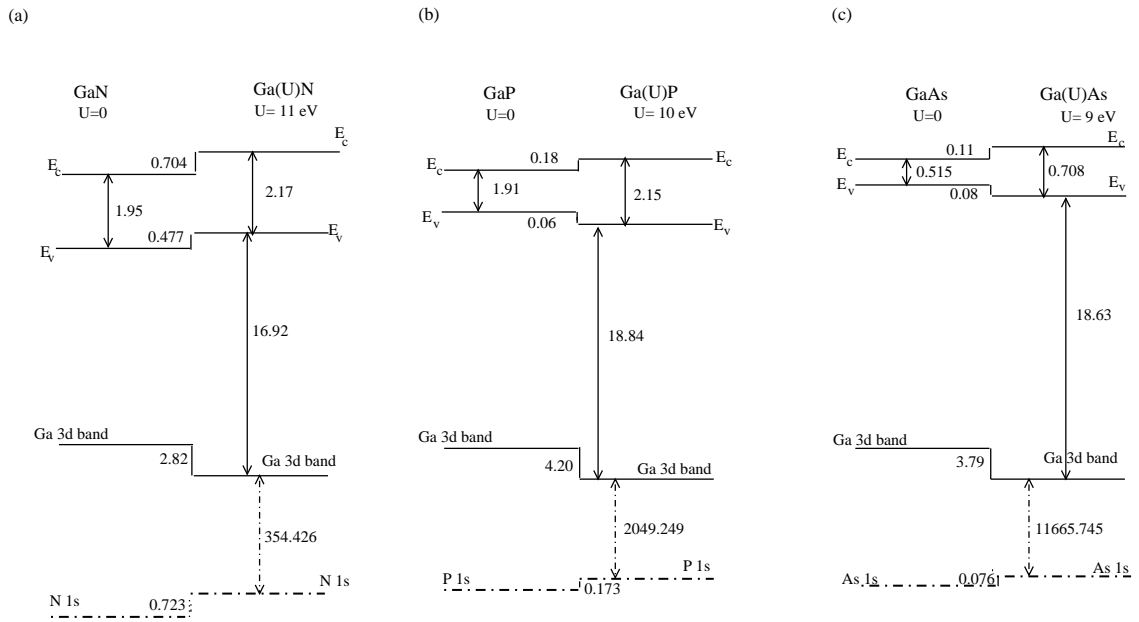 (a)
GaN
U=0
Ga(U)N
U= 11 eV
E_c
0.704
E_c
2.17
1.95
0.477
E_v
E_v
16.92
Ga 3d band
2.82
Ga 3d band
354.426
N 1s
N 1s
0.723
(b)
GaP
U=0
Ga(U)P
U= 10 eV
0.18
E_c
E_c
1.91
2.15
E_v
0.06
E_v
18.84
Ga 3d band
4.20
Ga 3d band
2049.249
P 1s
P 1s
0.173
(c)
GaAs
U=0
Ga(U)As
U= 9 eV
E_c
0.11
E_c
0.515
0.708
E_v
E_v
0.08
18.63
Ga 3d band
3.79
Ga 3d band
11665.745
As 1s
0.076
As 1s